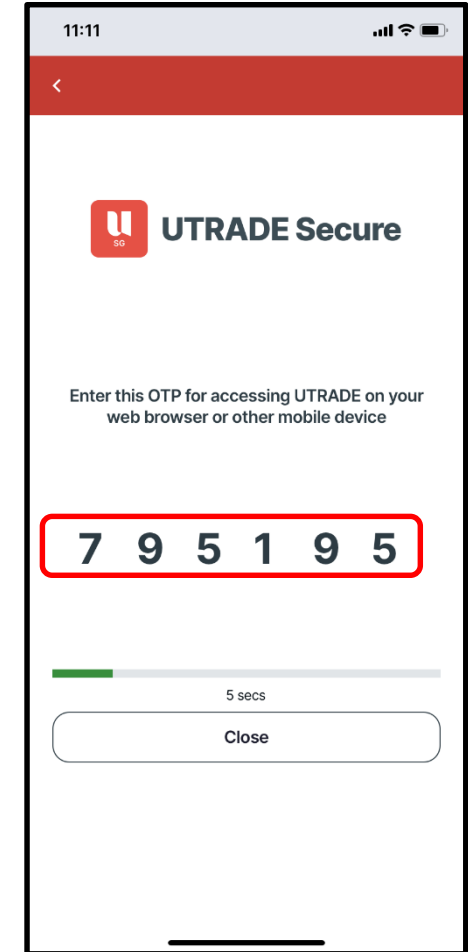 11:11
U
SG
UTRADE Secure
Enter this OTP for accessing UTRADE on your
web browser or other mobile device
7 9 5 1 9 5
5 secs
Close